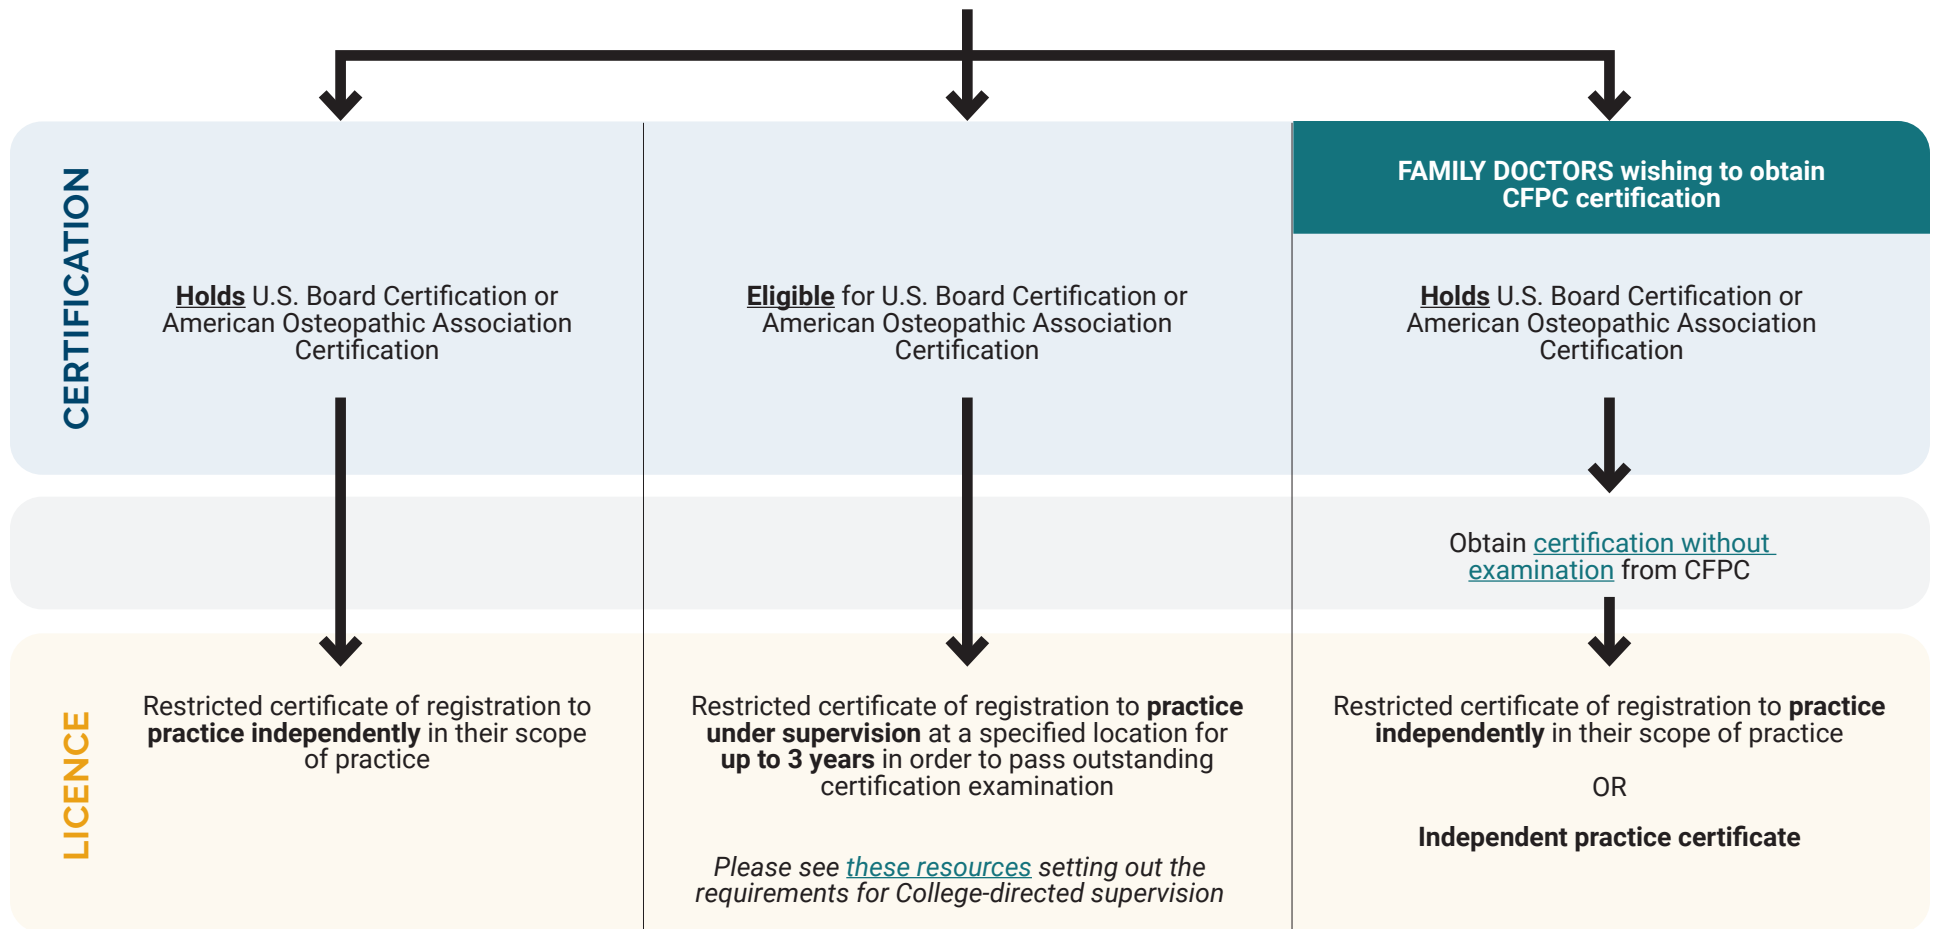 CERTIFICATION
Holds U.S. Board Certification or
American Osteopathic Association
Certification
Eligible for U.S. Board Certification or
American Osteopathic Association
Certification
FAMILY DOCTORS wishing to obtain
CFPC certification
Holds U.S. Board Certification or
American Osteopathic Association
Certification
Obtain certification without
examination from CFPC
LICENCE
Restricted certificate of registration to
practice independently in their scope
of practice
Restricted certificate of registration to practice
under supervision at a specified location for
up to 3 years in order to pass outstanding
certification examination
Please see these resources setting out the
requirements for College-directed supervision
Restricted certificate of registration to practice
independently in their scope of practice
OR
Independent practice certificate